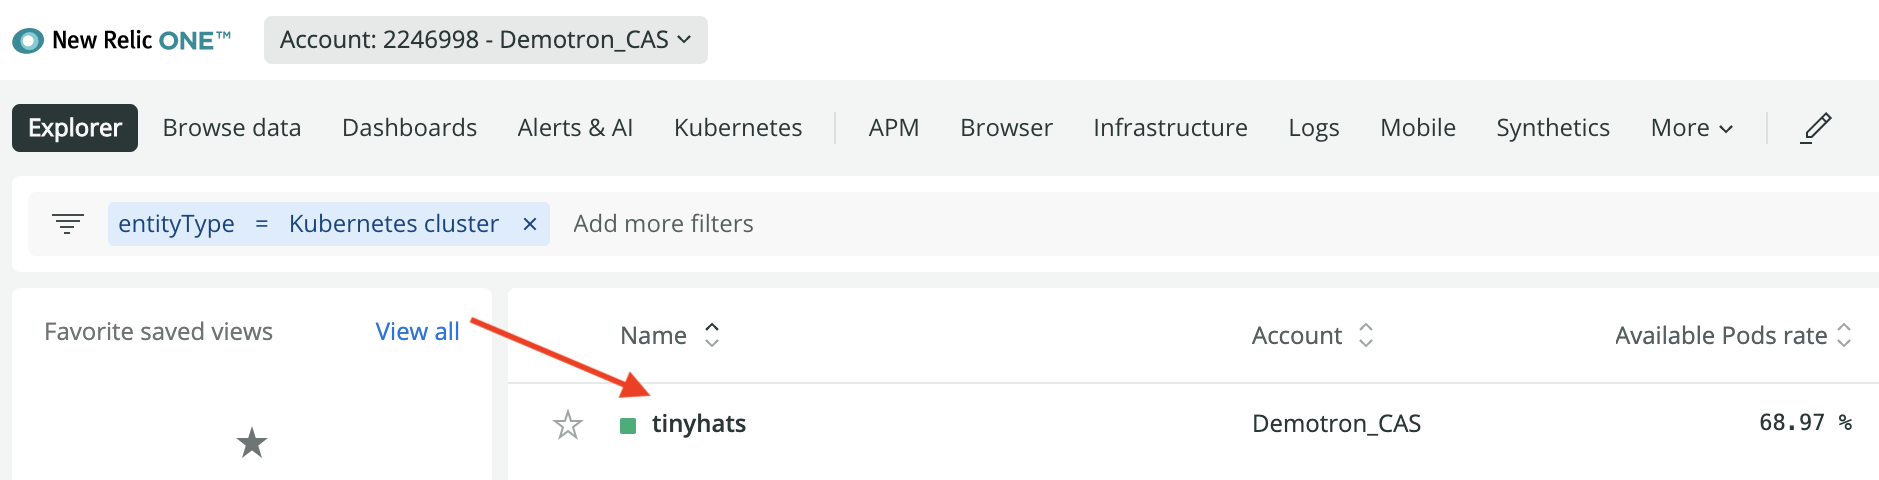 New Relic ONE™ Account: 2246998 - Demotron_CAS
Explorer Browse data Dashboards Alerts & AI Kubernetes APM Browser Infrastructure Logs Mobile Synthetics More
entityType = Kubernetes cluster × Add more filters
Favorite saved views View all
Name Account Available Pods rate
tinyhats Demotron_CAS 68.97 %